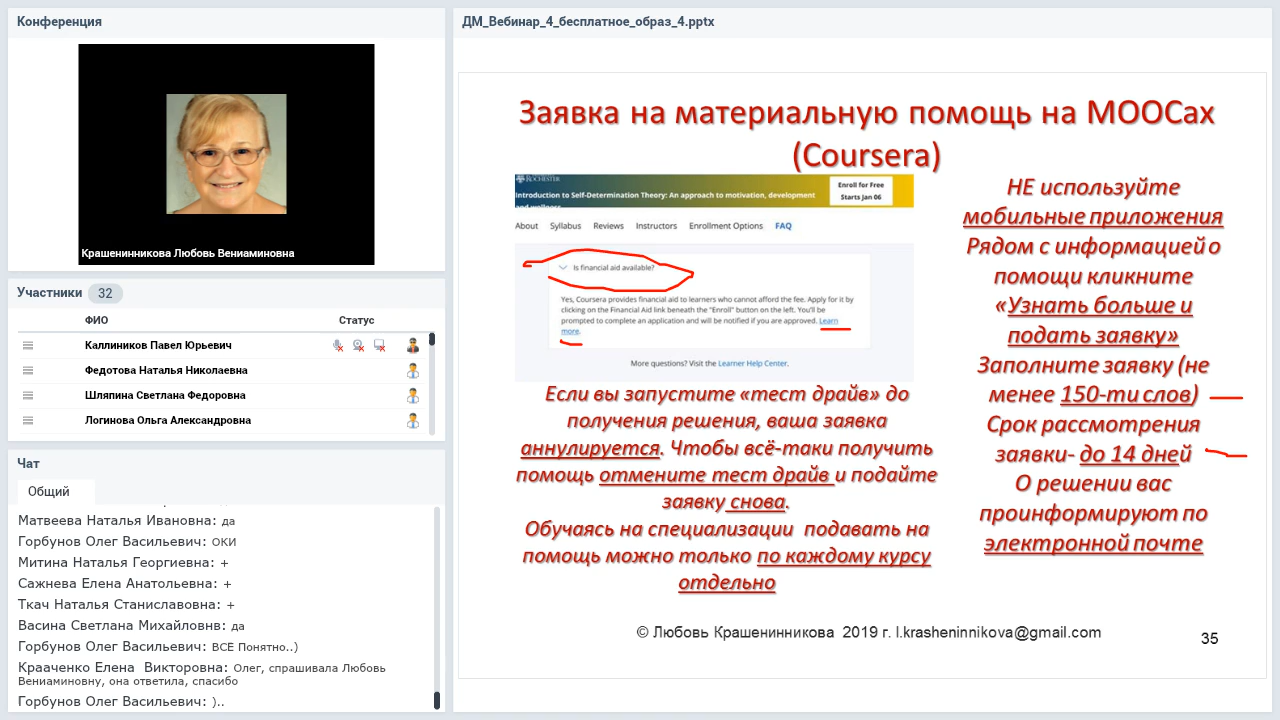 Конференция
Крашенинникова Любовь Вениаминовна
Участники 32
ФИО Статус
Каллиников Павел Юрьевич
Федотова Наталья Николаевна
Шляпина Светлана Федоровна
Логинова Ольга Александровна
Чат
Общий
Матвеева Наталья Ивановна: да
Горбунов Олег Васильевич: ОКИ
Митина Наталья Георгиевна: +
Сажнева Елена Анатольевна: +
Ткач Наталья Станиславовна: +
Васина Светлана Михайловнв: да
Горбунов Олег Васильевич: ВСЁ Понятно..)
Крааченко Елена Викторовна: Олег, спрашивала Любовь
Вениаминовну, она ответила, спасибо
Горбунов Олег Васильевич: )..
ДМ_Вебинар_4_бесплатное_образ_4.pptx
Заявка на материальную помощь на МООСах
(Coursera)
ROCHESTER
Introduction to Self-Determination Theory: An approach to motivation, development
and wellness
Enroll for Free
Starts Jan 06
About Syllabus Reviews Instructors Enrollment Options FAQ
Is financial aid available?
Yes, Coursera provides financial aid to learners who cannot afford the fee. Apply for it by
clicking on the Financial Aid link beneath the "Enroll" button on the left. You'll be
prompted to complete an application and will be notified if you are approved. Learn
more.
More questions? Visit the Learner Help Center.
Если вы запустите «тест драйв» до
получения решения, ваша заявка
аннулируется. Чтобы всё-таки получить
помощь отмените тест драйв и подайте
заявку снова.
Обучаясь на специализации подавать на
помощь можно только по каждому курсу
отдельно
НЕ используйте
мобильные приложения
Рядом с информацией о
помощи кликните
«Узнать больше и
подать заявку»
Заполните заявку (не
менее 150-ти слов)
Срок рассмотрения
заявки- до 14 дней
О решении вас
проинформируют по
электронной почте
© Любовь Крашенинникова 2019 г. l.krasheninnikova@gmail.com
35